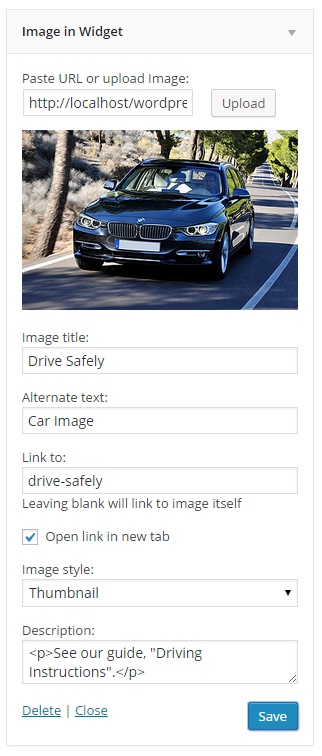 Image in Widget
Paste URL or upload Image:
http://localhost/wordpre
Upload
Image title:
Drive Safely
Alternate text:
Car Image
Link to:
drive-safely
Leaving blank will link to image itself
Open link in new tab
Image style:
Thumbnail
Description:
<p>See our guide, "Driving
Instructions".</p>
Delete | Close
Save